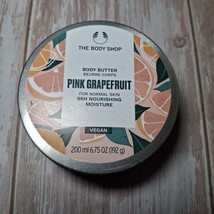 THE BODY SHOP
BODY BUTTER
BEURRE CORPS
PINK GRAPEFRUIT
FOR NORMAL SKIN
96H NOURISHING
MOISTURE
VEGAN
200 ml 6.75 OZ (192 g)